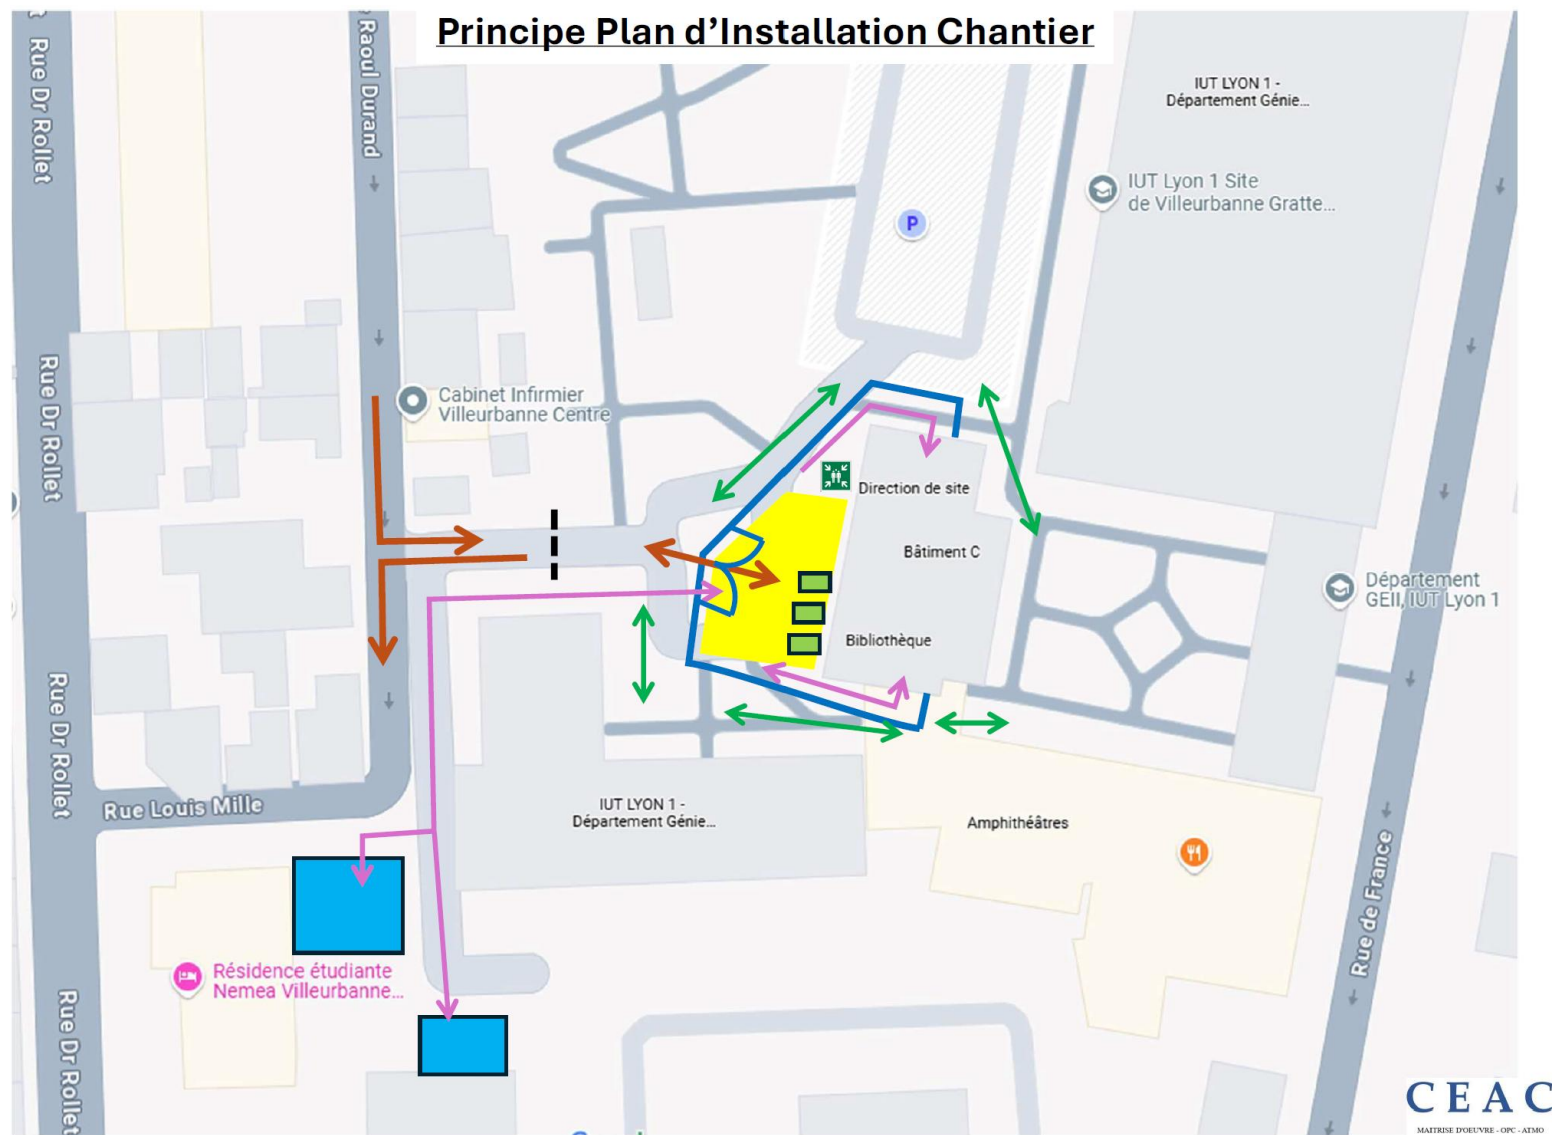 Principe Plan d’Installation Chantier
Rue Dr Rollet
Raoul Durand
IUT LYON 1 -
Département Génie...
IUT Lyon 1 Site
de Villeurbanne Gratte...
P
Cabinet Infirmier
Villeurbanne Centre
Rue Dr Rollet
Direction de site
Bâtiment C
Département
GEII, IUT Lyon 1
Bibliothèque
Rue Dr Rollet
Rue Louis Mille
IUT LYON 1 -
Département Génie...
Amphithéâtres
Rue de France
Résidence étudiante
Nemea Villeurbanne...
Rue Dr Rollet
CEAC
MAITRISE D'OEUVRE - OPC - ATMO